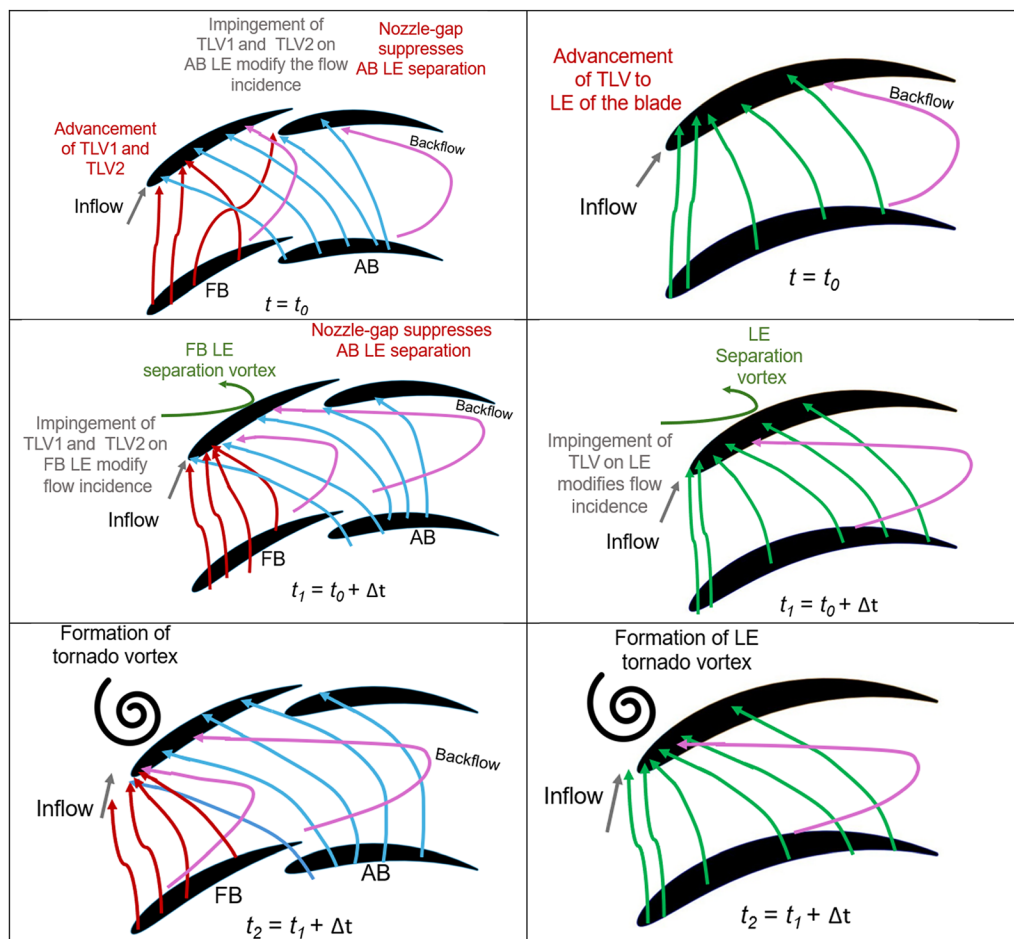 Impingement of
TLV1 and TLV2 on
AB LE modify the flow
incidence
Nozzle-gap
suppresses
AB LE separation
Advancement
of TLV1 and
TLV2
Backflow
Inflow
FB
AB
t = t0
Advancement
of TLV to
LE of the blade
Backflow
Inflow
t = t0
Nozzle-gap suppresses
AB LE separation
FB LE
separation vortex
Backflow
Impingement of
TLV1 and TLV2 on
FB LE modify
flow incidence
Inflow
FB
AB
t1 = t0 + Δt
LE
Separation
vortex
Impingement of
TLV on LE
modifies flow
incidence
Inflow
t1 = t0 + Δt
Formation of
tornado vortex
Backflow
Inflow
FB
AB
t2 = t1 + Δt
Formation of LE
tornado vortex
Inflow
t2 = t1 + Δt